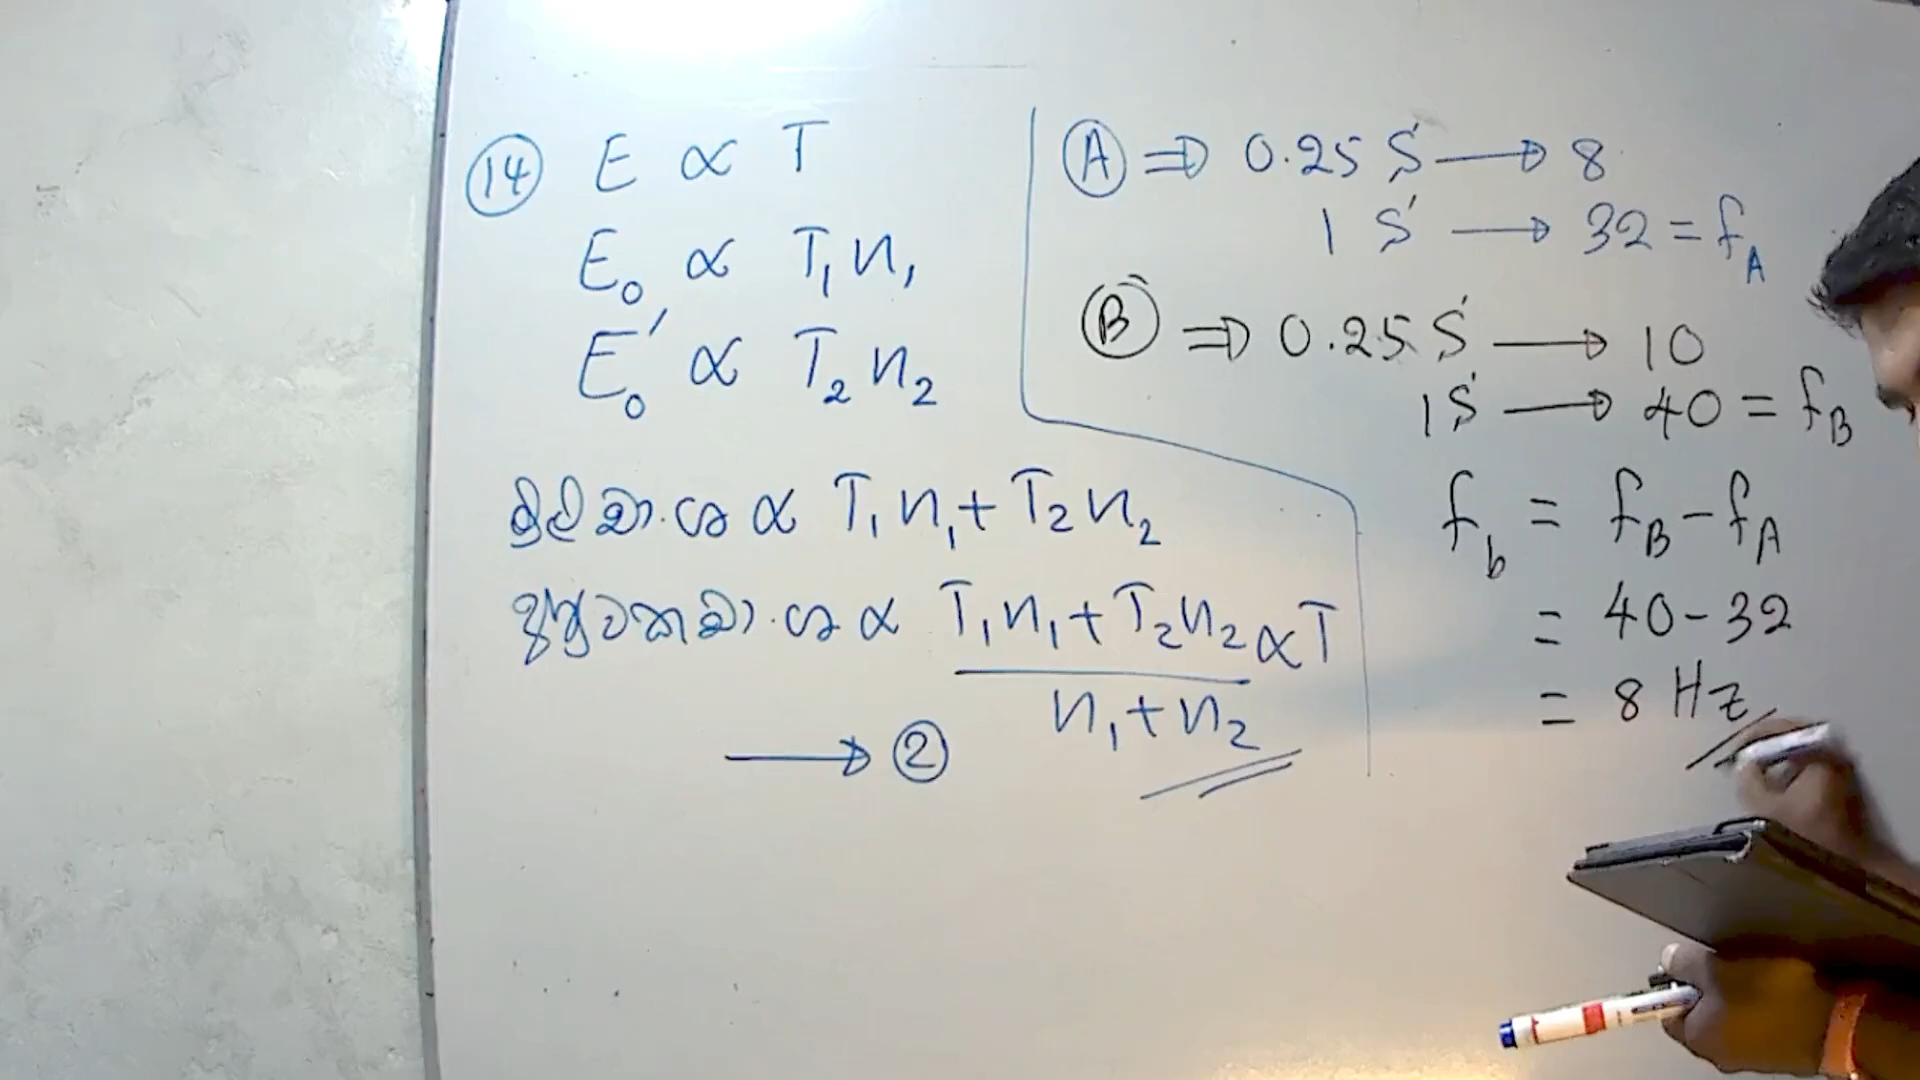 14 E ∝ T
E₀ ∝ T₁n₁
E₀′ ∝ T₂n₂
∝ T₁n₁+T₂n₂
∝ (T₁n₁+T₂n₂)/(n₁+n₂) ∝ T
⟶ 2
A ⇒ 0.25 S ⟶ 8
1 S ⟶ 32 = f_A
B ⇒ 0.25 S ⟶ 10
1 S ⟶ 40 = f_B
f_b = f_B − f_A
= 40 − 32
= 8 Hz